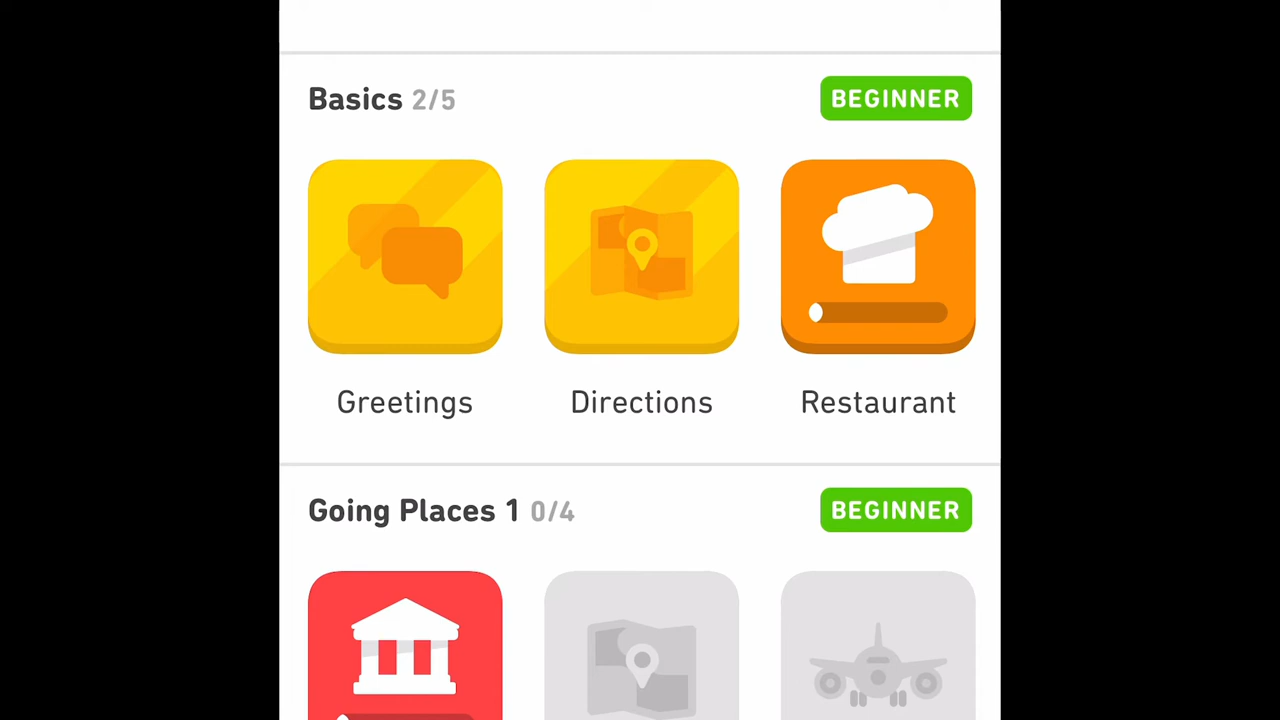 Basics 2/5
BEGINNER
Greetings
Directions
Restaurant
Going Places 1 0/4
BEGINNER